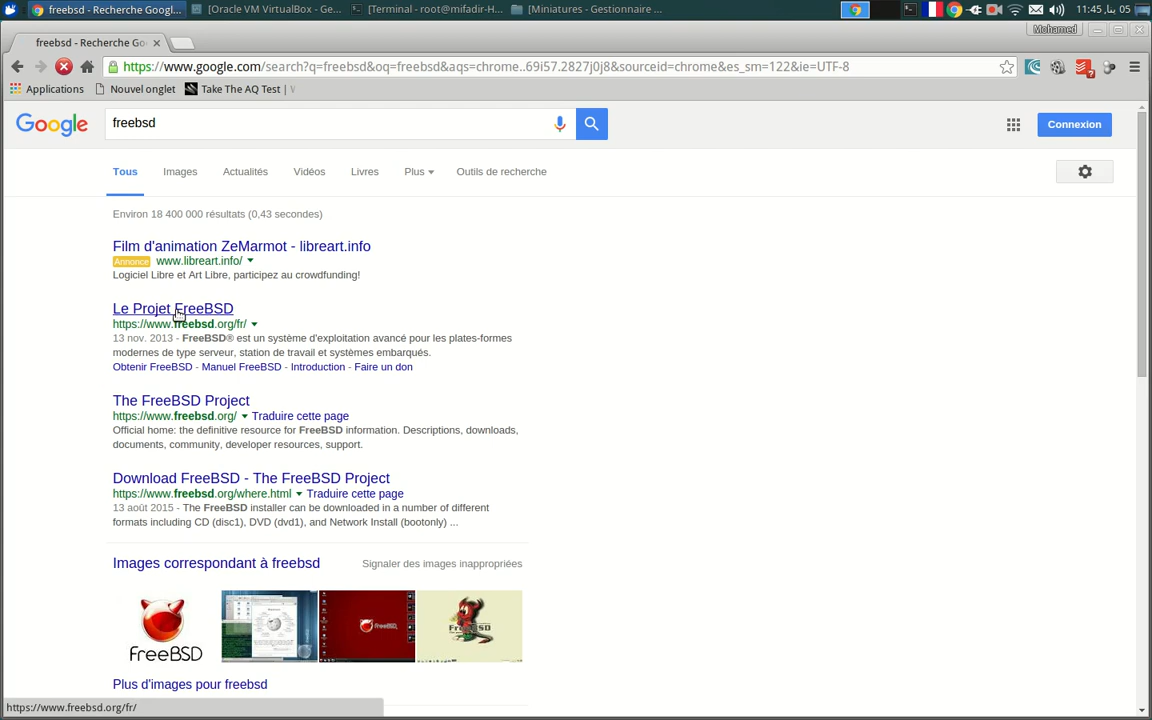 freebsd - Recherche Googl...
[Oracle VM VirtualBox - Ge...
[Terminal - root@mifadir-H...
[Miniatures - Gestionnaire ...
11:45 ,ينا 05
Mohamed
freebsd - Recherche Go
https://www.google.com/search?q=freebsd&oq=freebsd&aqs=chrome..69i57.2827j0j8&sourceid=chrome&es_sm=122&ie=UTF-8
Applications
Nouvel onglet
Take The AQ Test |
Google
freebsd
Connexion
Tous
Images
Actualités
Vidéos
Livres
Plus
Outils de recherche
Environ 18 400 000 résultats (0,43 secondes)
Film d'animation ZeMarmot - libreart.info
Annonce www.libreart.info/
Logiciel Libre et Art Libre, participez au crowdfunding!
Le Projet FreeBSD
https://www.freebsd.org/fr/
13 nov. 2013 - FreeBSD® est un système d'exploitation avancé pour les plates-formes
modernes de type serveur, station de travail et systèmes embarqués.
Obtenir FreeBSD - Manuel FreeBSD - Introduction - Faire un don
The FreeBSD Project
https://www.freebsd.org/ Traduire cette page
Official home: the definitive resource for FreeBSD information. Descriptions, downloads,
documents, community, developer resources, support.
Download FreeBSD - The FreeBSD Project
https://www.freebsd.org/where.html Traduire cette page
13 août 2015 - The FreeBSD installer can be downloaded in a number of different
formats including CD (disc1), DVD (dvd1), and Network Install (bootonly) ...
Images correspondant à freebsd
Signaler des images inappropriées
FreeBSD
freeBSD
FreeBSD
Plus d'images pour freebsd
https://www.freebsd.org/fr/